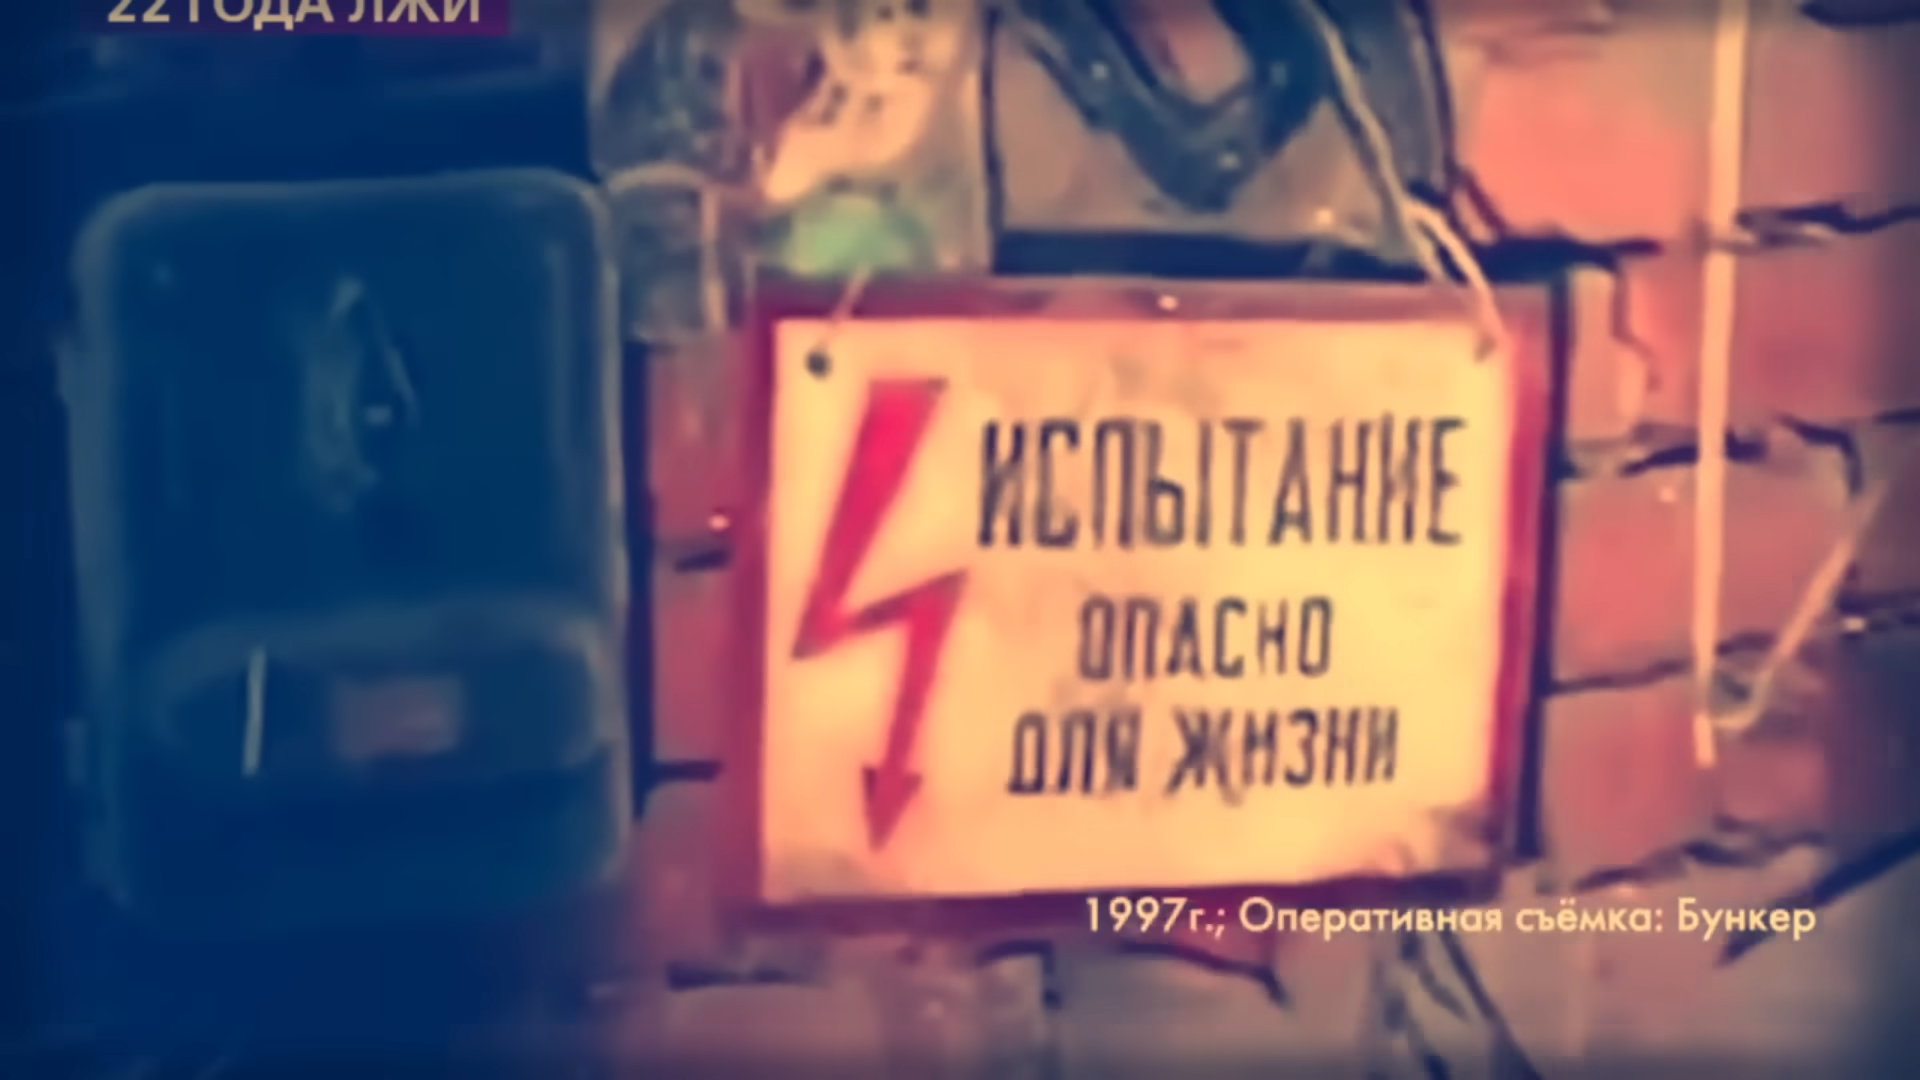 22 ГОДА ЛЖИ
ИСПЫТАНИЕ
ОПАСНО
ДЛЯ ЖИЗНИ
1997г.; Оперативная съёмка: Бункер